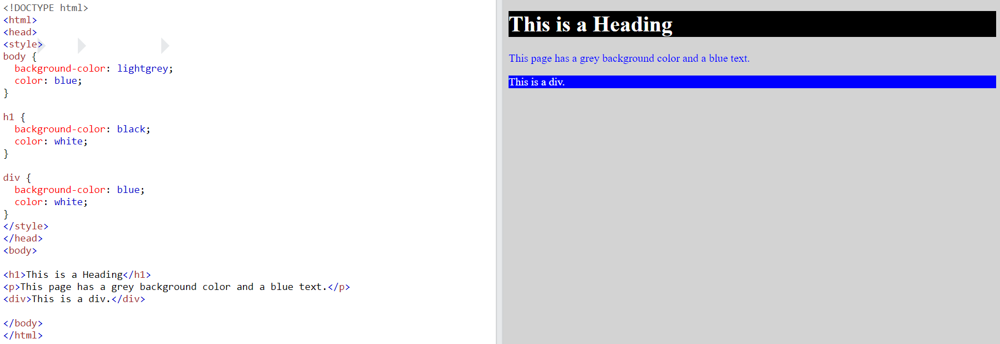 <!DOCTYPE html>
<html>
<head>
<style>
body {
  background-color: lightgrey;
  color: blue;
}

h1 {
  background-color: black;
  color: white;
}

div {
  background-color: blue;
  color: white;
}
</style>
</head>
<body>

<h1>This is a Heading</h1>
<p>This page has a grey background color and a blue text.</p>
<div>This is a div.</div>

</body>
</html>
This is a Heading
This page has a grey background color and a blue text.
This is a div.